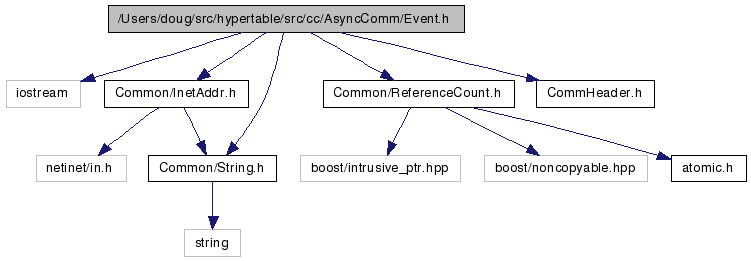 /Users/doug/src/hypertable/src/cc/AsyncComm/Event.h
iostream
Common/InetAddr.h
Common/ReferenceCount.h
CommHeader.h
netinet/in.h
Common/String.h
boost/intrusive_ptr.hpp
boost/noncopyable.hpp
atomic.h
string